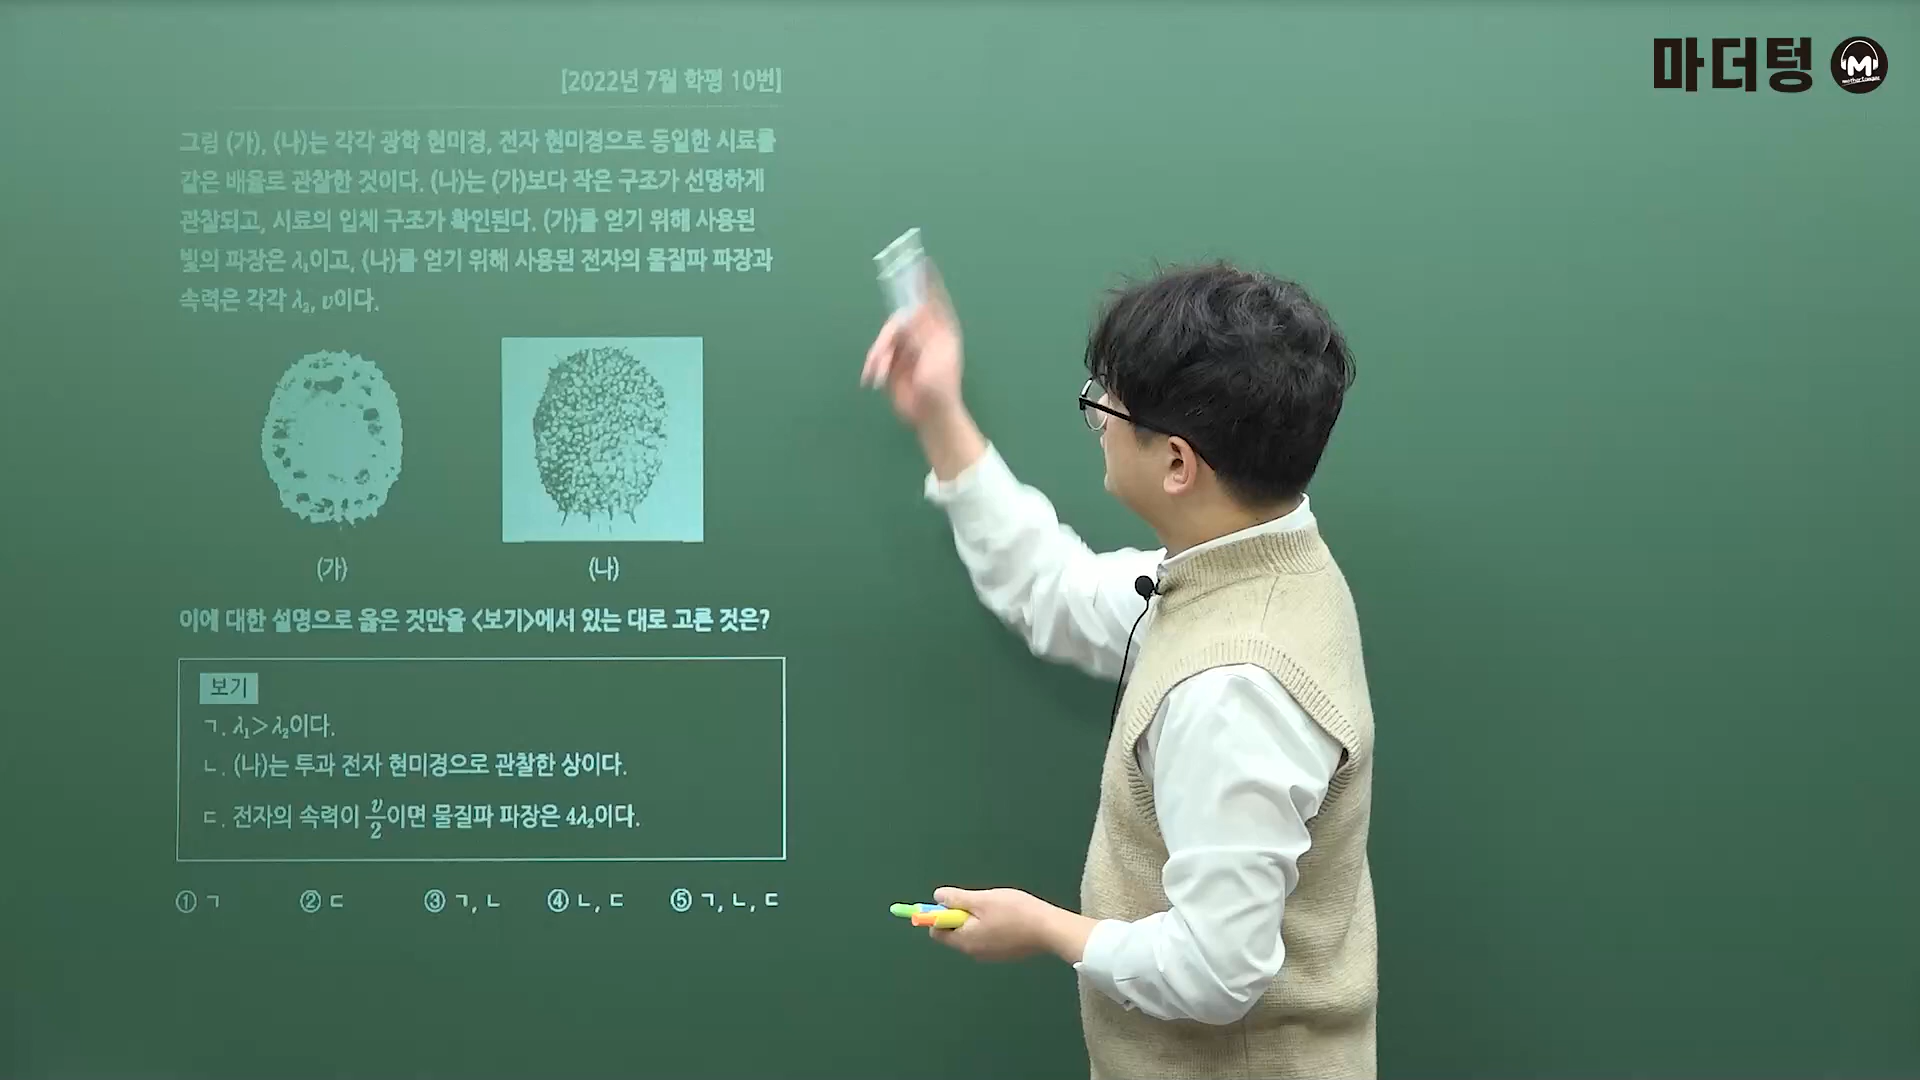 마더텅
[2022년 7월 학평 10번]
그림 (가), (나)는 각각 광학 현미경, 전자 현미경으로 동일한 시료를
같은 배율로 관찰한 것이다. (나)는 (가)보다 작은 구조가 선명하게
관찰되고, 시료의 입체 구조가 확인된다. (가)를 얻기 위해 사용된
빛의 파장은 λ₁이고, (나)를 얻기 위해 사용된 전자의 물질파 파장과
속력은 각각 λ₂, v이다.
(가) (나)
이에 대한 설명으로 옳은 것만을 <보기>에서 있는 대로 고른 것은?
보기
ㄱ. λ₁>λ₂이다.
ㄴ. (나)는 투과 전자 현미경으로 관찰한 상이다.
ㄷ. 전자의 속력이 v/2이면 물질파 파장은 4λ₂이다.
① ㄱ ② ㄷ ③ ㄱ, ㄴ ④ ㄴ, ㄷ ⑤ ㄱ, ㄴ, ㄷ